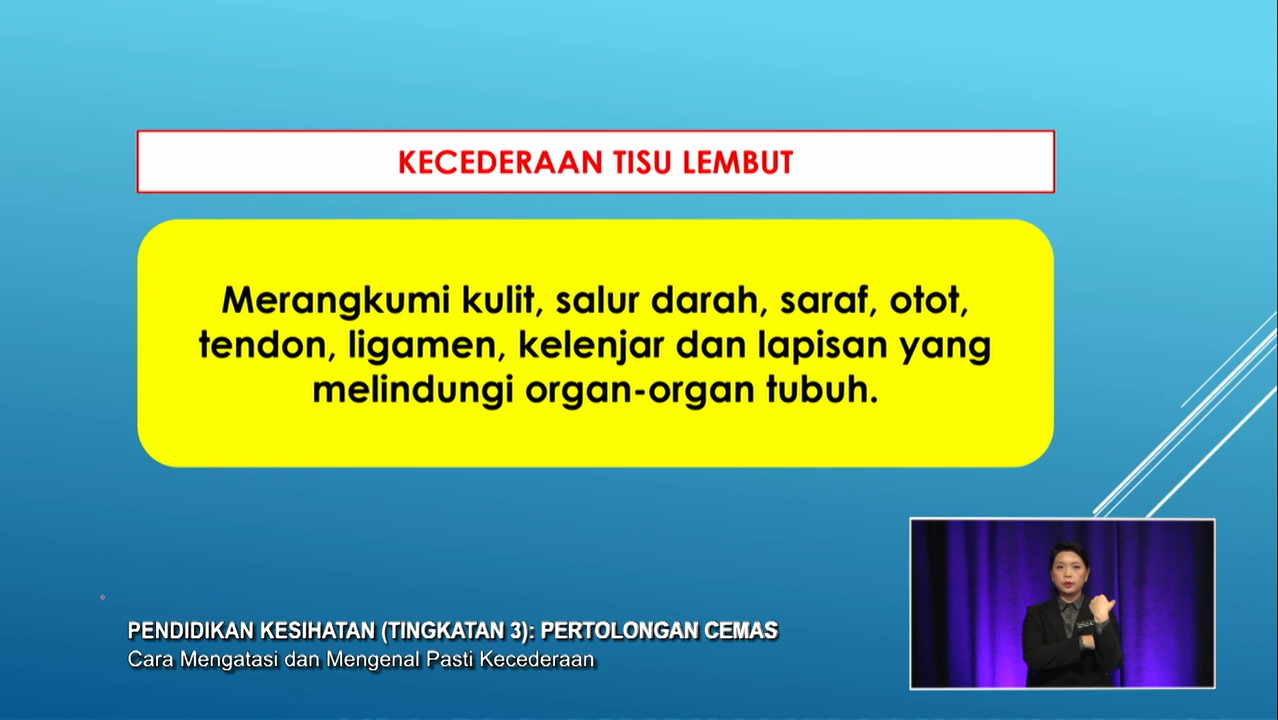 KECEDERAAN TISU LEMBUT
Merangkumi kulit, salur darah, saraf, otot,
tendon, ligamen, kelenjar dan lapisan yang
melindungi organ-organ tubuh.
PENDIDIKAN KESIHATAN (TINGKATAN 3): PERTOLONGAN CEMAS
Cara Mengatasi dan Mengenal Pasti Kecederaan